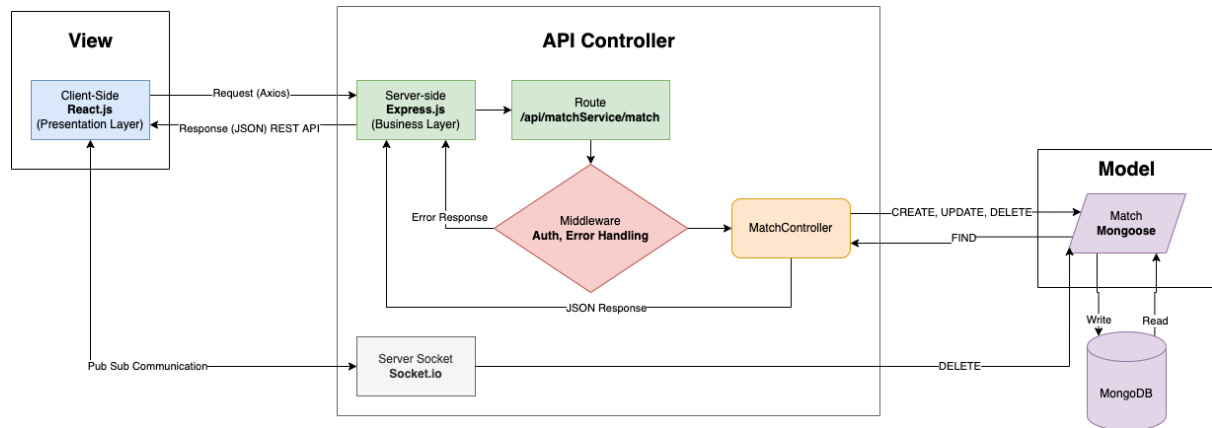 View
API Controller
Client-Side
React.js
(Presentation Layer)
Request (Axios)
Response (JSON) REST API
Server-side
Express.js
(Business Layer)
Route
/api/matchService/match
Error Response
Middleware
Auth, Error Handling
MatchController
JSON Response
CREATE, UPDATE, DELETE
FIND
Model
Match
Mongoose
Write
Read
MongoDB
Pub Sub Communication
Server Socket
Socket.io
DELETE